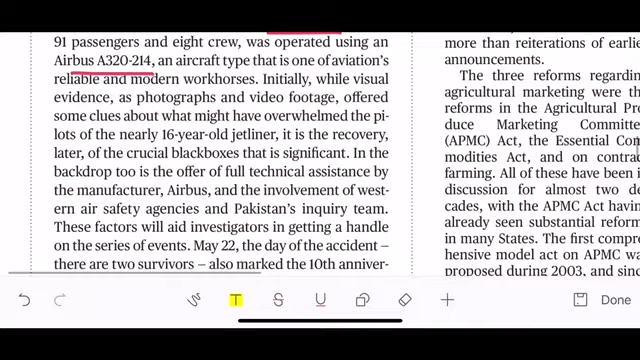 91 passengers and eight crew, was operated using an
Airbus A320-214, an aircraft type that is one of aviation's
reliable and modern workhorses. Initially, while visual
evidence, as photographs and video footage, offered
some clues about what might have overwhelmed the pi-
lots of the nearly 16-year-old jetliner, it is the recovery,
later, of the crucial blackboxes that is significant. In the
backdrop too is the offer of full technical assistance by
the manufacturer, Airbus, and the involvement of west-
ern air safety agencies and Pakistan's inquiry team.
These factors will aid investigators in getting a handle
on the series of events. May 22, the day of the accident –
there are two survivors – also marked the 10th anniver-
more than reiterations of earlie
announcements.
The three reforms regardin
agricultural marketing were th
reforms in the Agricultural Pro
duce Marketing Committe
(APMC) Act, the Essential Com
modities Act, and on contrac
farming. All of these have been i
discussion for almost two de
cades, with the APMC Act havin
already seen substantial reform
in many States. The first compre
hensive model act on APMC wa
proposed during 2003, and sinc
T S U
Done